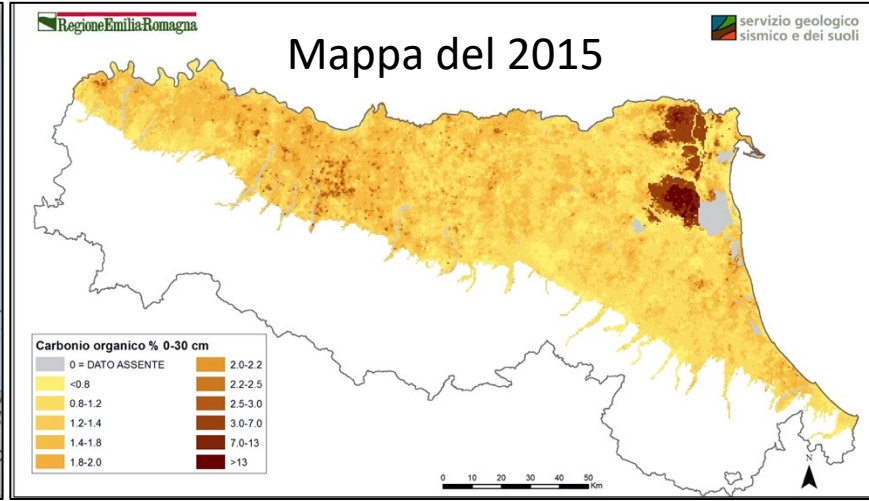 RegioneEmilia-Romagna
servizio geologico
sismico e dei suoli
Mappa del 2015
Carbonio organico % 0-30 cm
0 = DATO ASSENTE
<0.8
0.8-1.2
1.2-1.4
1.4-1.8
1.8-2.0
2.0-2.2
2.2-2.5
2.5-3.0
3.0-7.0
7.0-13
>13
0 10 20 30 40 50
Km
N